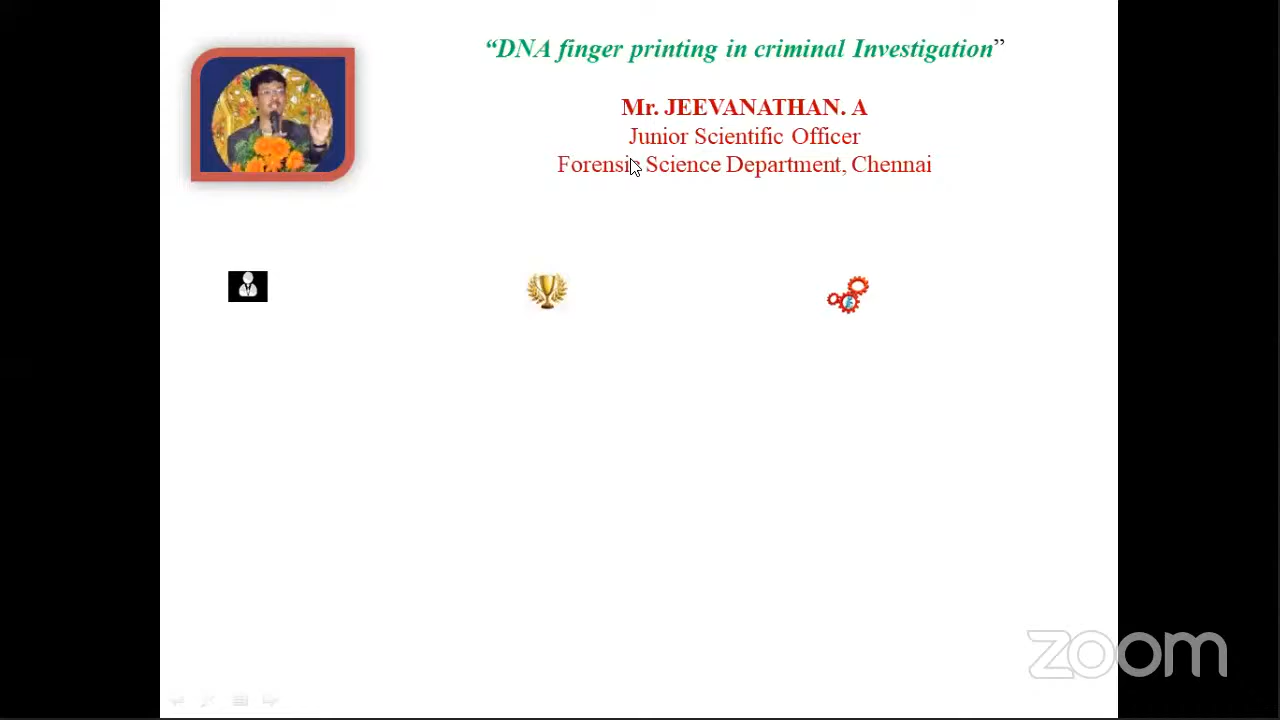 “DNA finger printing in criminal Investigation”
Mr. JEEVANATHAN. A
Junior Scientific Officer
Forensic Science Department, Chennai
zoom